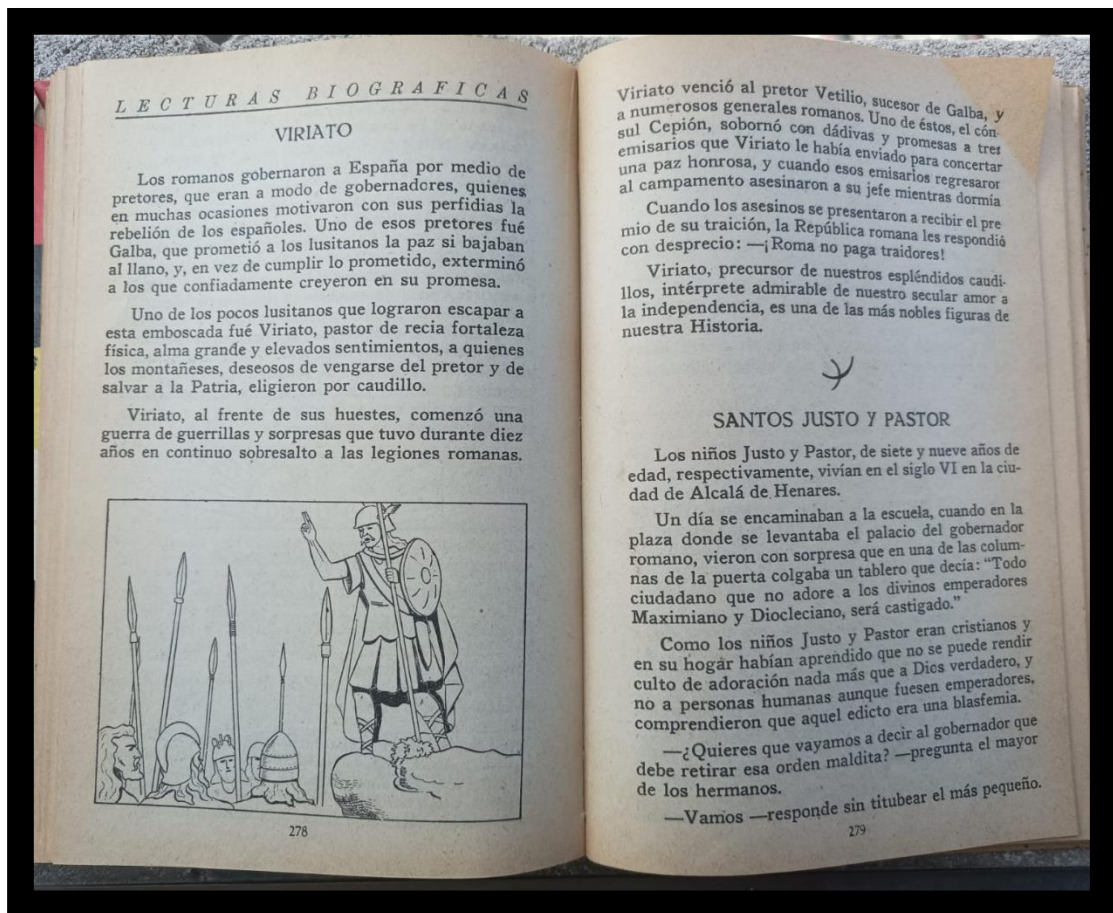 LECTURAS BIOGRAFICAS
VIRIATO
Los romanos gobernaron a España por medio de
pretores, que eran a modo de gobernadores, quienes
en muchas ocasiones motivaron con sus perfidias la
rebelión de los españoles. Uno de esos pretores fué
Galba, que prometió a los lusitanos la paz si bajaban
al llano, y, en vez de cumplir lo prometido, exterminó
a los que confiadamente creyeron en su promesa.
Uno de los pocos lusitanos que lograron escapar a
esta emboscada fué Viriato, pastor de recia fortaleza
física, alma grande y elevados sentimientos, a quienes
los montañeses, deseosos de vengarse del pretor y de
salvar a la Patria, eligieron por caudillo.
Viriato, al frente de sus huestes, comenzó una
guerra de guerrillas y sorpresas que tuvo durante diez
años en continuo sobresalto a las legiones romanas.
278
Viriato venció al pretor Vetilio, sucesor de Galba, y
a numerosos generales romanos. Uno de éstos, el cón-
sul Cepión, sobornó con dádivas y promesas a tres
emisarios que Viriato le había enviado para concertar
una paz honrosa, y cuando esos emisarios regresaror
al campamento asesinaron a su jefe mientras dormía
Cuando los asesinos se presentaron a recibir el pre
mio de su traición, la República romana les respondió
con desprecio: —¡Roma no paga traidores!
Viriato, precursor de nuestros espléndidos caudi-
llos, intérprete admirable de nuestro secular amor a
la independencia, es una de las más nobles figuras de
nuestra Historia.
SANTOS JUSTO Y PASTOR
Los niños Justo y Pastor, de siete y nueve años de
edad, respectivamente, vivían en el siglo VI en la ciu-
dad de Alcalá de Henares.
Un día se encaminaban a la escuela, cuando en la
plaza donde se levantaba el palacio del gobernador
romano, vieron con sorpresa que en una de las colum-
nas de la puerta colgaba un tablero que decía: "Todo
ciudadano que no adore a los divinos emperadores
Maximiano y Diocleciano, será castigado."
Como los niños Justo y Pastor eran cristianos y
en su hogar habían aprendido que no se puede rendir
culto de adoración nada más que a Dios verdadero, y
no a personas humanas aunque fuesen emperadores,
comprendieron que aquel edicto era una blasfemia.
—¿Quieres que vayamos a decir al gobernador que
debe retirar esa orden maldita? —pregunta el mayor
de los hermanos.
—Vamos —responde sin titubear el más pequeño.
279